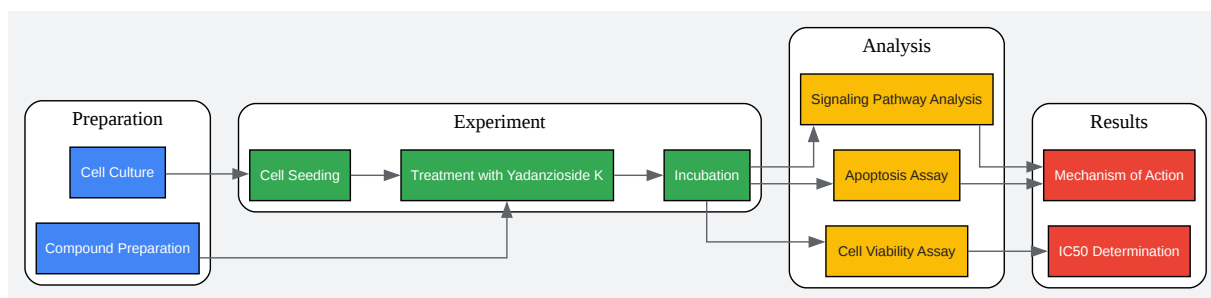 Preparation
Cell Culture
Compound Preparation
Experiment
Cell Seeding
Treatment with Yadanzioside K
Incubation
Analysis
Signaling Pathway Analysis
Apoptosis Assay
Cell Viability Assay
Results
Mechanism of Action
IC50 Determination